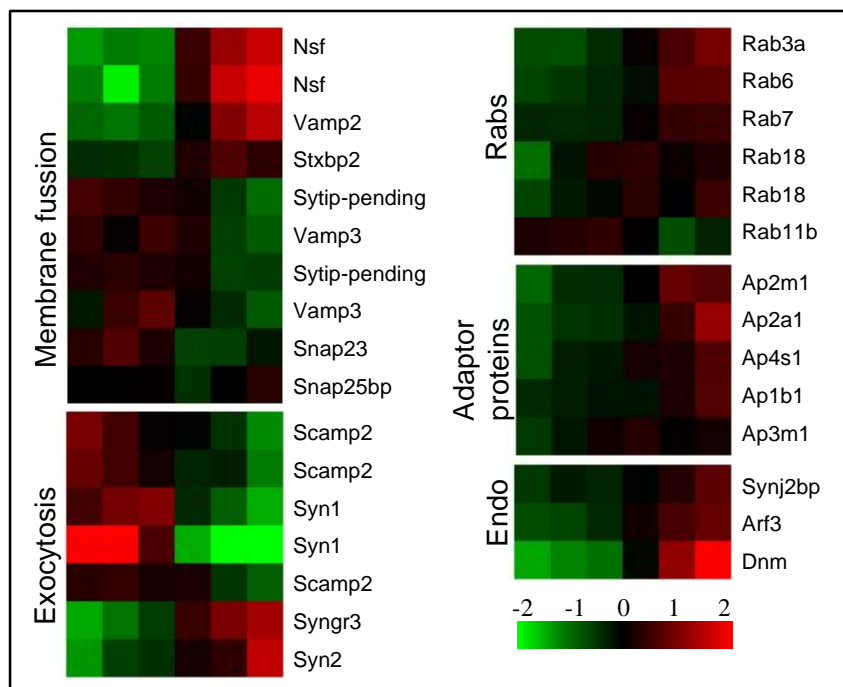 Membrane fussion
Nsf
Nsf
Vamp2
Stxbp2
Sytip-pending
Vamp3
Sytip-pending
Vamp3
Snap23
Snap25bp
Exocytosis
Scamp2
Scamp2
Syn1
Syn1
Scamp2
Syngr3
Syn2
Rabs
Rab3a
Rab6
Rab7
Rab18
Rab18
Rab11b
Adaptor
proteins
Ap2m1
Ap2a1
Ap4s1
Ap1b1
Ap3m1
Endo
Synj2bp
Arf3
Dnm
-2 -1 0 1 2